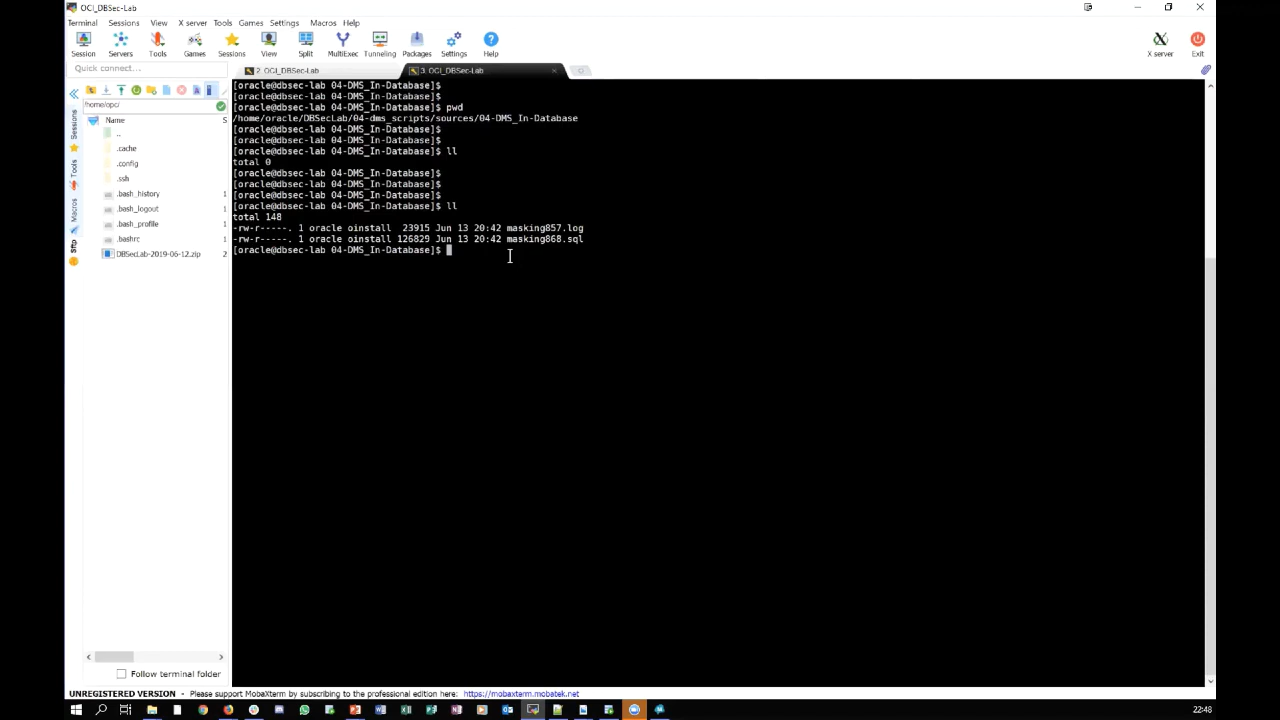 OCI_DBSec-Lab
Terminal Sessions View X server Tools Games Settings Macros Help
Session Servers Tools Games Sessions View Split MultiExec Tunneling Packages Settings Help X server Exit
Quick connect...
2. OCI_DBSec-Lab
3. OCI_DBSec-Lab
/home/opc/
Name S
..
.cache
.config
.ssh
.bash_history 1
.bash_logout 1
.bash_profile 1
.bashrc 1
DBSecLab-2019-06-12.zip 2
Sessions
Tools
Macros
Sftp
[oracle@dbsec-lab 04-DMS_In-Database]$
[oracle@dbsec-lab 04-DMS_In-Database]$
[oracle@dbsec-lab 04-DMS_In-Database]$ pwd
/home/oracle/DBSecLab/04-dms_scripts/sources/04-DMS_In-Database
[oracle@dbsec-lab 04-DMS_In-Database]$
[oracle@dbsec-lab 04-DMS_In-Database]$
[oracle@dbsec-lab 04-DMS_In-Database]$ ll
total 0
[oracle@dbsec-lab 04-DMS_In-Database]$
[oracle@dbsec-lab 04-DMS_In-Database]$
[oracle@dbsec-lab 04-DMS_In-Database]$
[oracle@dbsec-lab 04-DMS_In-Database]$ ll
total 148
-rw-r-----. 1 oracle oinstall 23915 Jun 13 20:42 masking857.log
-rw-r-----. 1 oracle oinstall 126829 Jun 13 20:42 masking868.sql
[oracle@dbsec-lab 04-DMS_In-Database]$
Follow terminal folder
UNREGISTERED VERSION - Please support MobaXterm by subscribing to the professional edition here: https://mobaxterm.mobatek.net
22:48